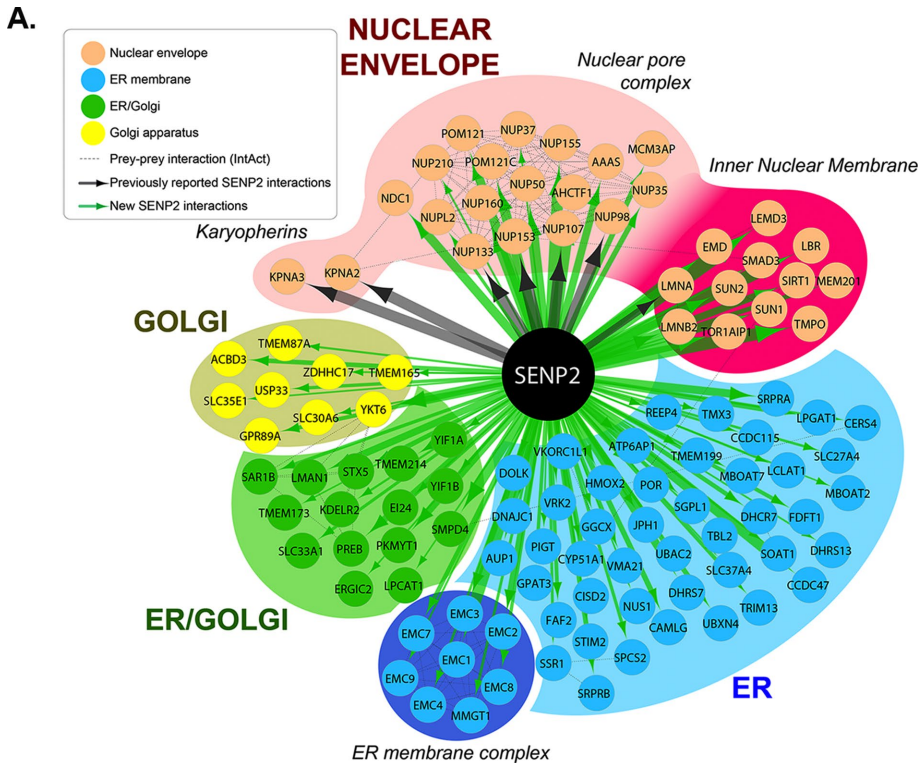 A.
Nuclear envelope
ER membrane
ER/Golgi
Golgi apparatus
Prey-prey interaction (IntAct)
Previously reported SENP2 interactions
New SENP2 interactions
NUCLEAR
ENVELOPE
Nuclear pore
complex
Inner Nuclear Membrane
Karyopherins
POM121
NUP37
NUP155
NUP210
POM121C
AAAS
MCM3AP
NDC1
NUP50
AHCTF1
NUP35
NUPL2
NUP160
NUP98
NUP133
NUP153
NUP107
KPNA3
KPNA2
LEMD3
EMD
LBR
SMAD3
LMNA
SUN2
SIRT1
MEM201
SUN1
LMNB2
TOR1AIP1
TMPO
GOLGI
TMEM87A
ACBD3
ZDHHC17
TMEM165
SLC35E1
USP33
SLC30A6
YKT6
GPR89A
SENP2
YIF1A
SAR1B
LMAN1
STX5
TMEM214
YIF1B
TMEM173
KDELR2
EI24
SMPD4
SLC33A1
PREB
PKMYT1
ERGIC2
LPCAT1
ER/GOLGI
SRPRA
REEP4
TMX3
LPGAT1
CERS4
VKORC1L1
ATP6AP1
CCDC115
DOLK
TMEM199
SLC27A4
HMOX2
POR
MBOAT7
LCLAT1
MBOAT2
DNAJC1
VRK2
SGPL1
GGCX
JPH1
DHCR7
FDFT1
TBL2
AUP1
PIGT
CYP51A1
UBAC2
SOAT1
DHRS13
VMA21
SLC37A4
GPAT3
CCDC47
CISD2
DHRS7
NUS1
TRIM13
FAF2
CAMLG
UBXN4
STIM2
SSR1
SPCS2
SRPRB
ER
EMC3
EMC7
EMC2
EMC1
EMC9
EMC8
EMC4
MMGT1
ER membrane complex